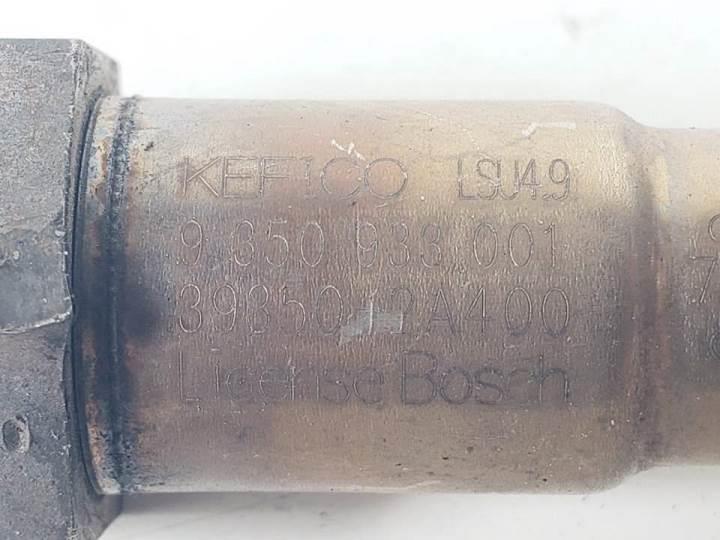 KEFICO LSU4.9
9 350 933 001
39350-2A400
License Bosch